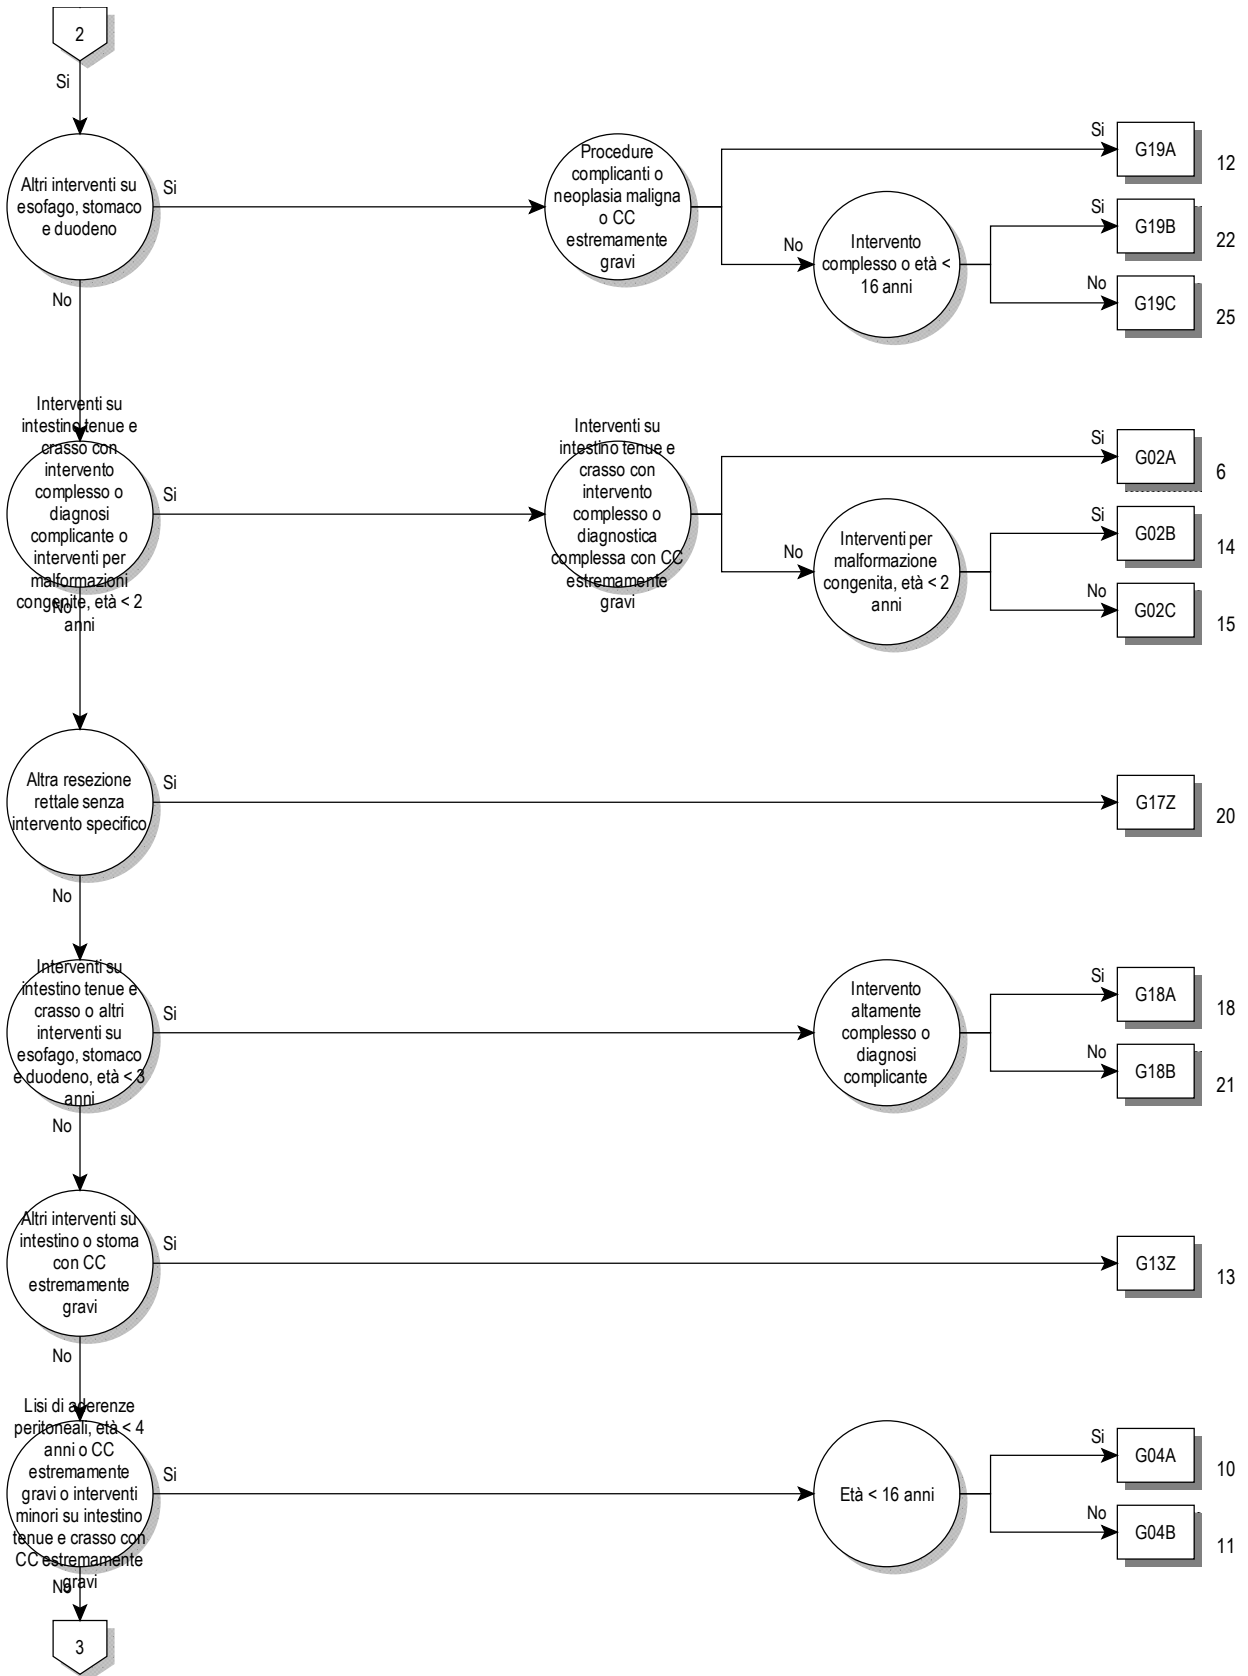 2
Si
Altri interventi su
esofago, stomaco
e duodeno
Si
Procedure
complicanti o
neoplasia maligna
o CC
estremamente
gravi
Si
G19A
12
No
Intervento
complesso o età <
16 anni
Si
G19B
22
No
G19C
25
No
Interventi su
intestino tenue e
crasso con
intervento
complesso o
diagnosi
complicante o
interventi per
malformazioni
congenite, età < 2
anni
Si
Interventi su
intestino tenue e
crasso con
intervento
complesso o
diagnostica
complessa con CC
estremamente
gravi
Si
G02A
6
No
Interventi per
malformazione
congenita, età < 2
anni
Si
G02B
14
No
G02C
15
No
Altra resezione
rettale senza
intervento specifico
Si
G17Z
20
No
Interventi su
intestino tenue e
crasso o altri
interventi su
esofago, stomaco
e duodeno, età < 3
anni
Si
Intervento
altamente
complesso o
diagnosi
complicante
Si
G18A
18
No
G18B
21
No
Altri interventi su
intestino o stoma
con CC
estremamente
gravi
Si
G13Z
13
No
Lisi di aderenze
peritoneali, età < 4
anni o CC
estremamente
gravi o interventi
minori su intestino
tenue e crasso con
CC estremamente
gravi
Si
Età < 16 anni
Si
G04A
10
No
G04B
11
No
3